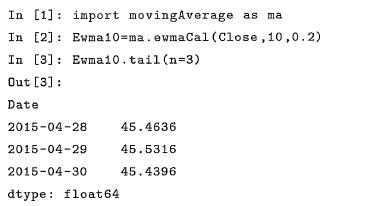 In [1]: import movingAverage as ma
In [2]: Ewma10=ma.ewmaCal(Close,10,0.2)
In [3]: Ewma10.tail(n=3)
Out[3]:
Date
2015-04-28    45.4636
2015-04-29    45.5316
2015-04-30    45.4396
dtype: float64